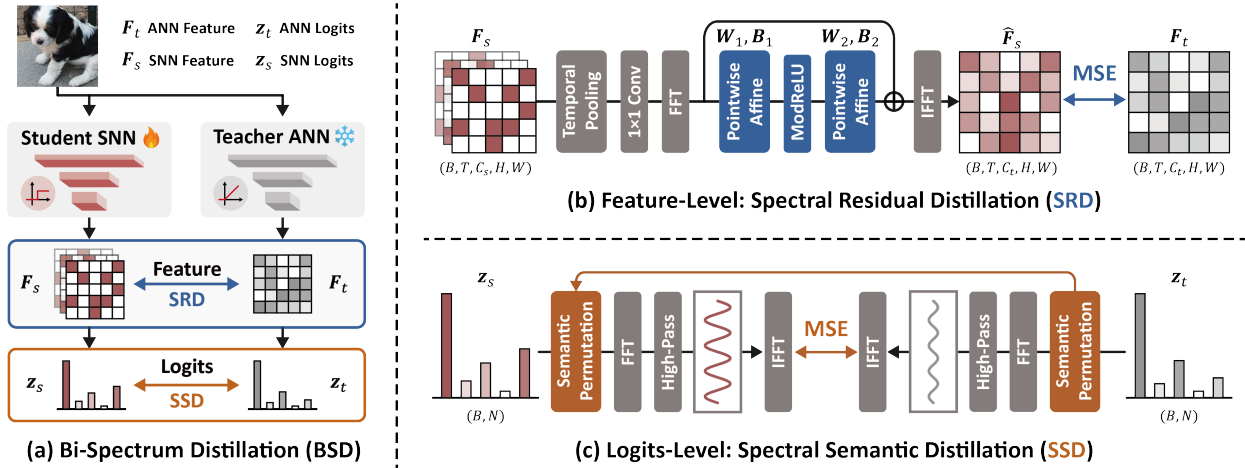 F_t ANN Feature z_t ANN Logits
F_s SNN Feature z_s SNN Logits
Student SNN
Teacher ANN
F_s
Feature
SRD
F_t
z_s
Logits
SSD
z_t
(a) Bi-Spectrum Distillation (BSD)
F_s
(B, T, C_s, H, W)
Temporal
Pooling
1×1 Conv
FFT
W_1, B_1
Pointwise
Affine
ModReLU
W_2, B_2
Pointwise
Affine
IFFT
F̂_s
(B, T, C_t, H, W)
MSE
F_t
(B, T, C_t, H, W)
(b) Feature-Level: Spectral Residual Distillation (SRD)
z_s
(B, N)
Semantic
Permutation
FFT
High-Pass
IFFT
MSE
IFFT
High-Pass
FFT
Semantic
Permutation
z_t
(B, N)
(c) Logits-Level: Spectral Semantic Distillation (SSD)